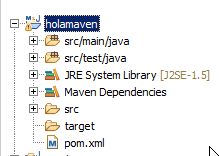 holamaven
src/main/java
src/test/java
JRE System Library [J2SE-1.5]
Maven Dependencies
src
target
pom.xml